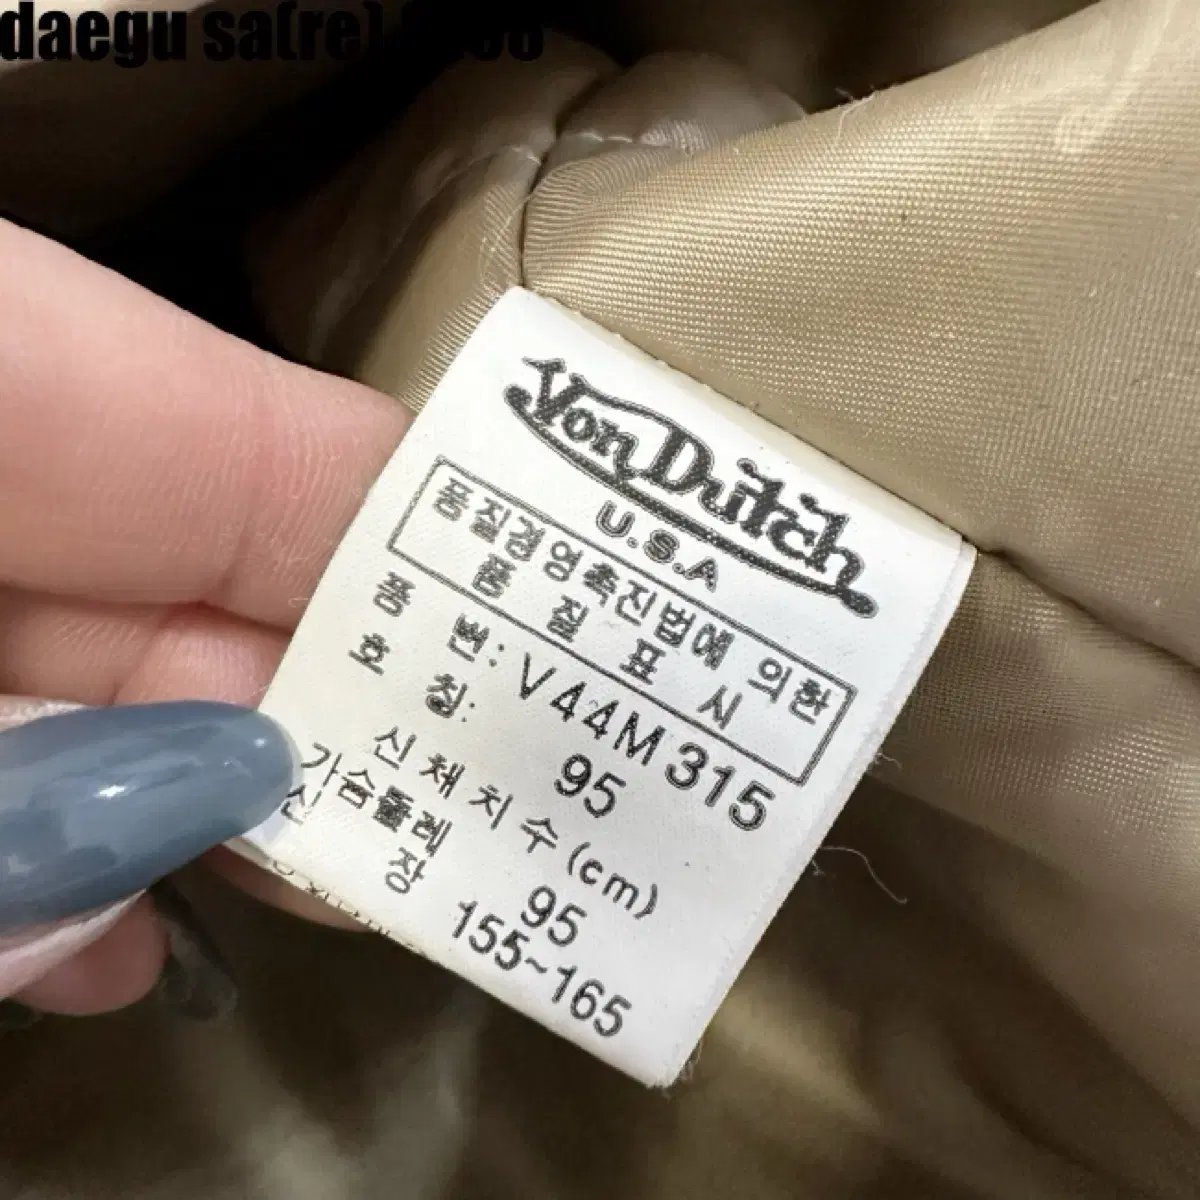 daegu sa(re)
Von Dutch
U.S.A
품질경영촉진법에 의한
품 질 표 시
품 번: V44M315
호 칭: 95
신체치수(cm)
가슴둘레 95
신 장 155~165